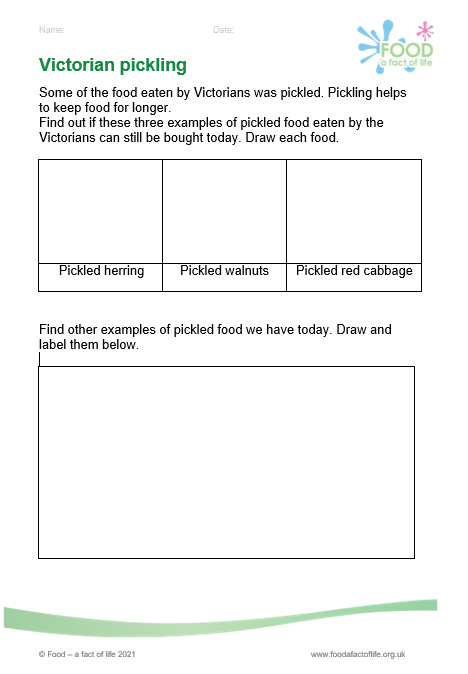 Name:
Date:
FOOD
a fact of life
Victorian pickling
Some of the food eaten by Victorians was pickled. Pickling helps
to keep food for longer.
Find out if these three examples of pickled food eaten by the
Victorians can still be bought today. Draw each food.
Pickled herring
Pickled walnuts
Pickled red cabbage
Find other examples of pickled food we have today. Draw and
label them below.
© Food – a fact of life 2021
www.foodafactoflife.org.uk